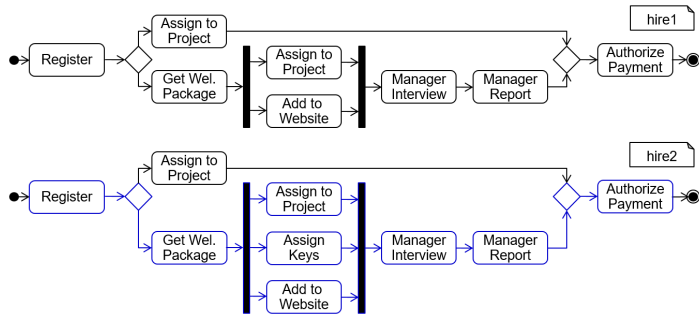 hire1
Assign to
Project
Register
Get Wel.
Package
Assign to
Project
Add to
Website
Manager
Interview
Manager
Report
Authorize
Payment
hire2
Assign to
Project
Register
Get Wel.
Package
Assign to
Project
Assign
Keys
Add to
Website
Manager
Interview
Manager
Report
Authorize
Payment